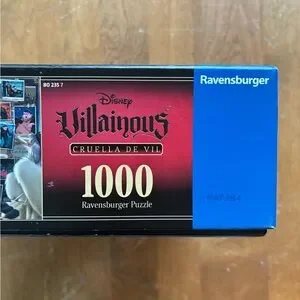 80 235 7
Ravensburger
Disney
Villainous
CRUELLA DE VIL
1000
Ravensburger Puzzle